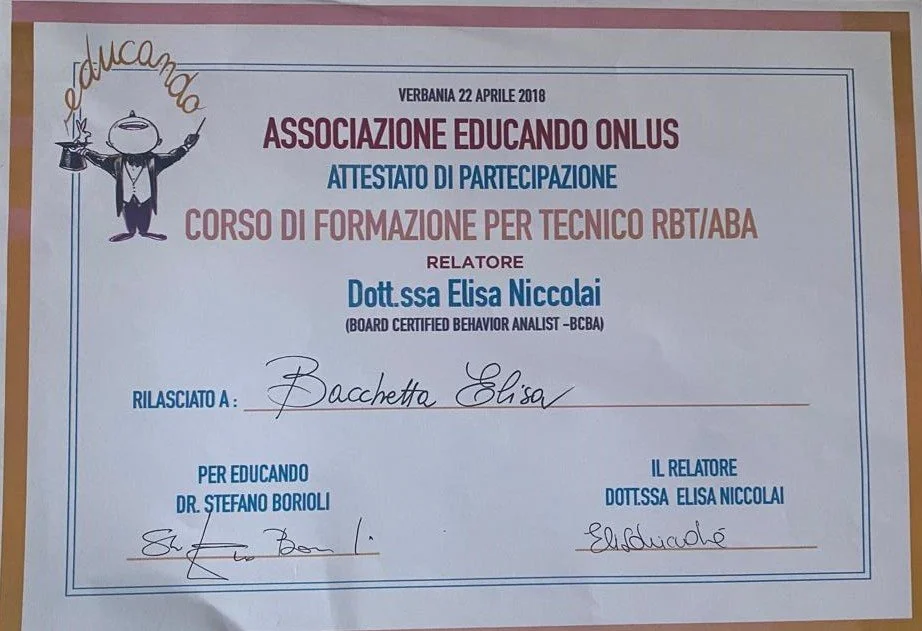 educando
VERBANIA 22 APRILE 2018
ASSOCIAZIONE EDUCANDO ONLUS
ATTESTATO DI PARTECIPAZIONE
CORSO DI FORMAZIONE PER TECNICO RBT/ABA
RELATORE
Dott.ssa Elisa Niccolai
(BOARD CERTIFIED BEHAVIOR ANALIST -BCBA)
RILASCIATO A : Bacchetta Elisa
PER EDUCANDO
DR. STEFANO BORIOLI
IL RELATORE
DOTT.SSA ELISA NICCOLAI